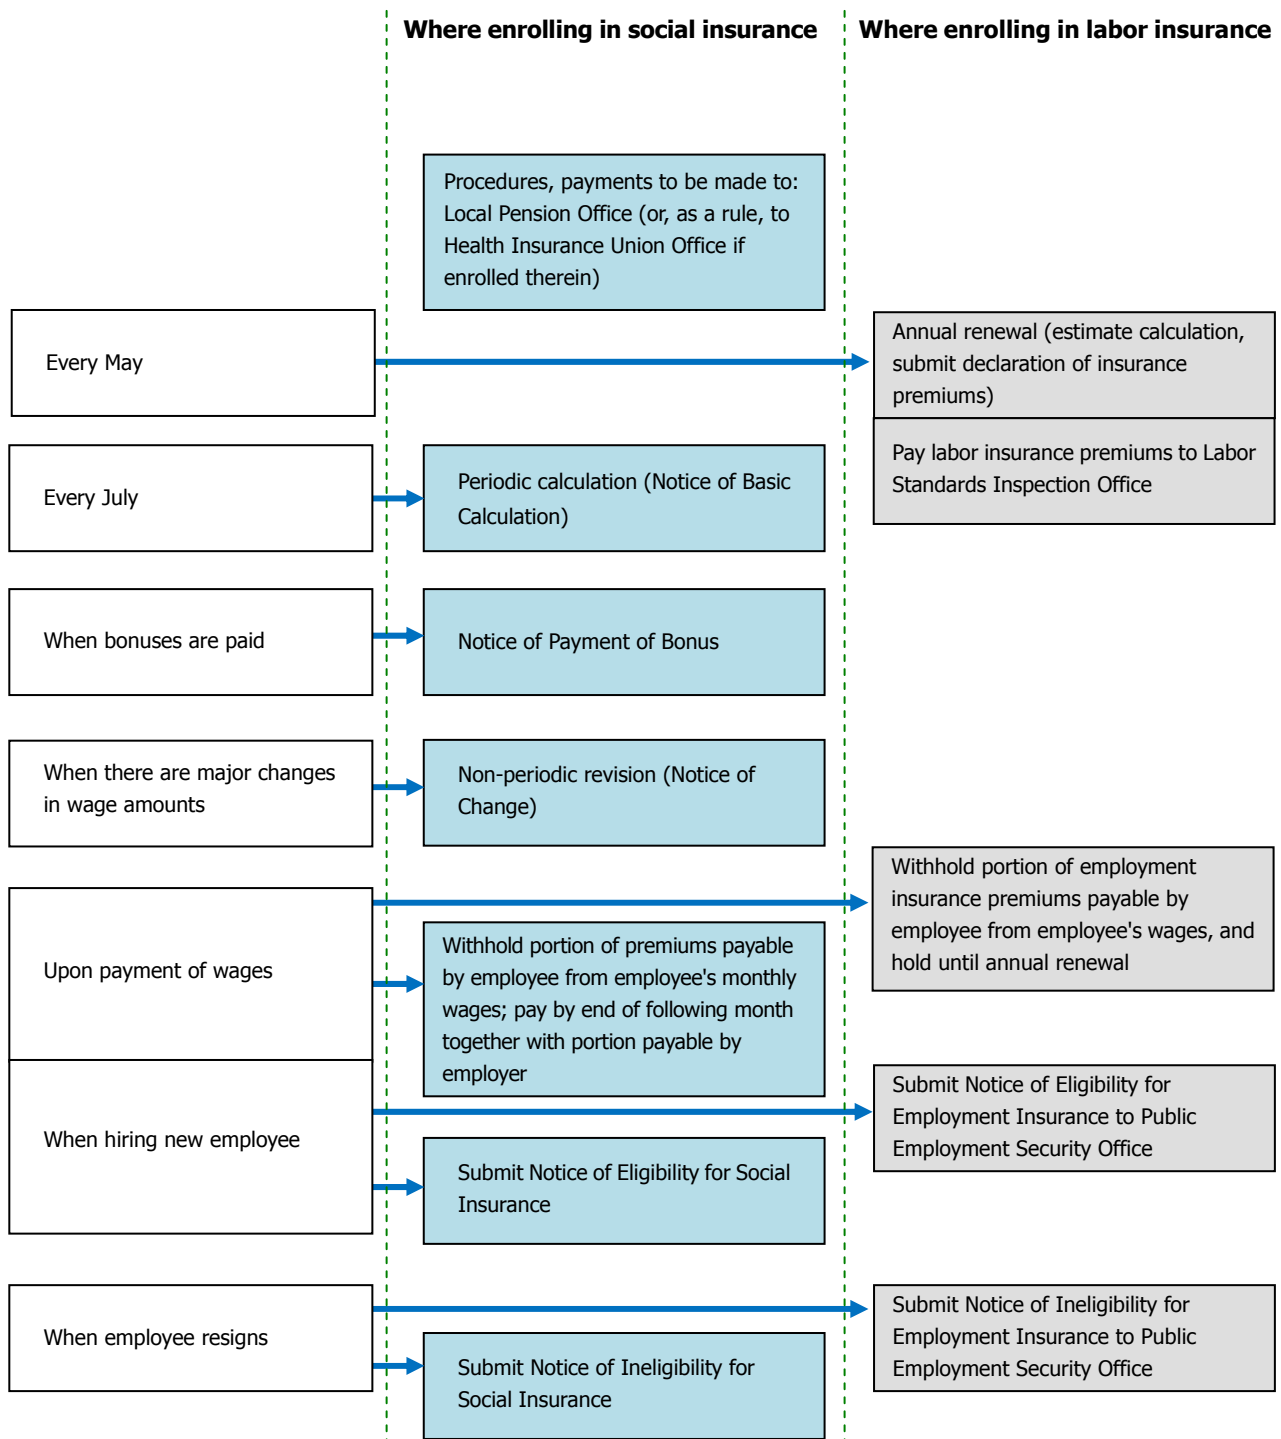 Where enrolling in social insurance
Where enrolling in labor insurance
Procedures, payments to be made to:
Local Pension Office (or, as a rule, to
Health Insurance Union Office if
enrolled therein)
Every May
Annual renewal (estimate calculation,
submit declaration of insurance
premiums)
Pay labor insurance premiums to Labor
Standards Inspection Office
Every July
Periodic calculation (Notice of Basic
Calculation)
When bonuses are paid
Notice of Payment of Bonus
When there are major changes
in wage amounts
Non-periodic revision (Notice of
Change)
Upon payment of wages
Withhold portion of premiums payable
by employee from employee's monthly
wages; pay by end of following month
together with portion payable by
employer
Withhold portion of employment
insurance premiums payable by
employee from employee's wages, and
hold until annual renewal
When hiring new employee
Submit Notice of Eligibility for Social
Insurance
Submit Notice of Eligibility for
Employment Insurance to Public
Employment Security Office
When employee resigns
Submit Notice of Ineligibility for
Social Insurance
Submit Notice of Ineligibility for
Employment Insurance to Public
Employment Security Office